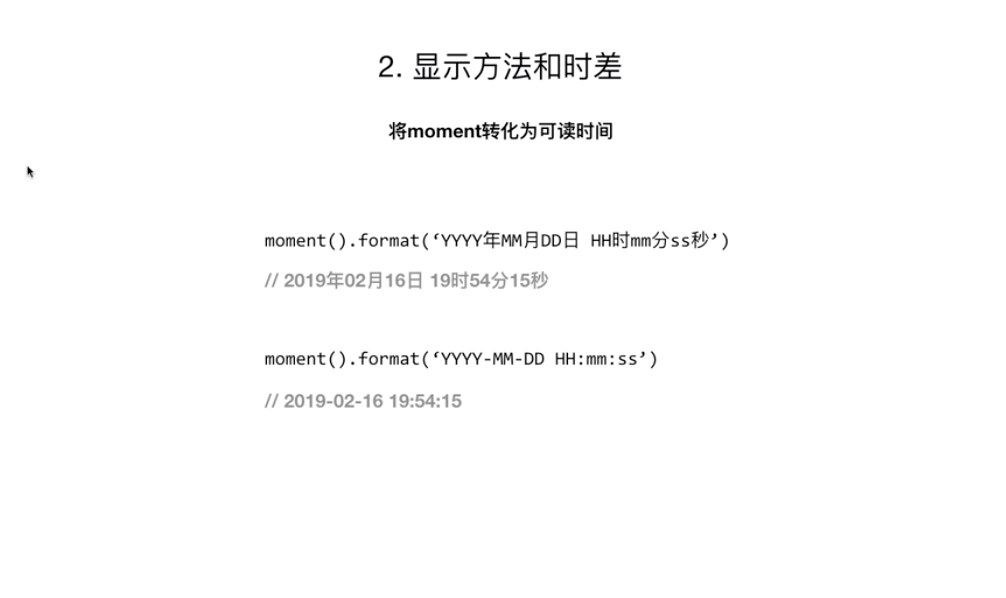 2. 显示方法和时差
将moment转化为可读时间
moment().format(‘YYYY年MM月DD日 HH时mm分ss秒’)
// 2019年02月16日 19时54分15秒
moment().format(‘YYYY-MM-DD HH:mm:ss’)
// 2019-02-16 19:54:15